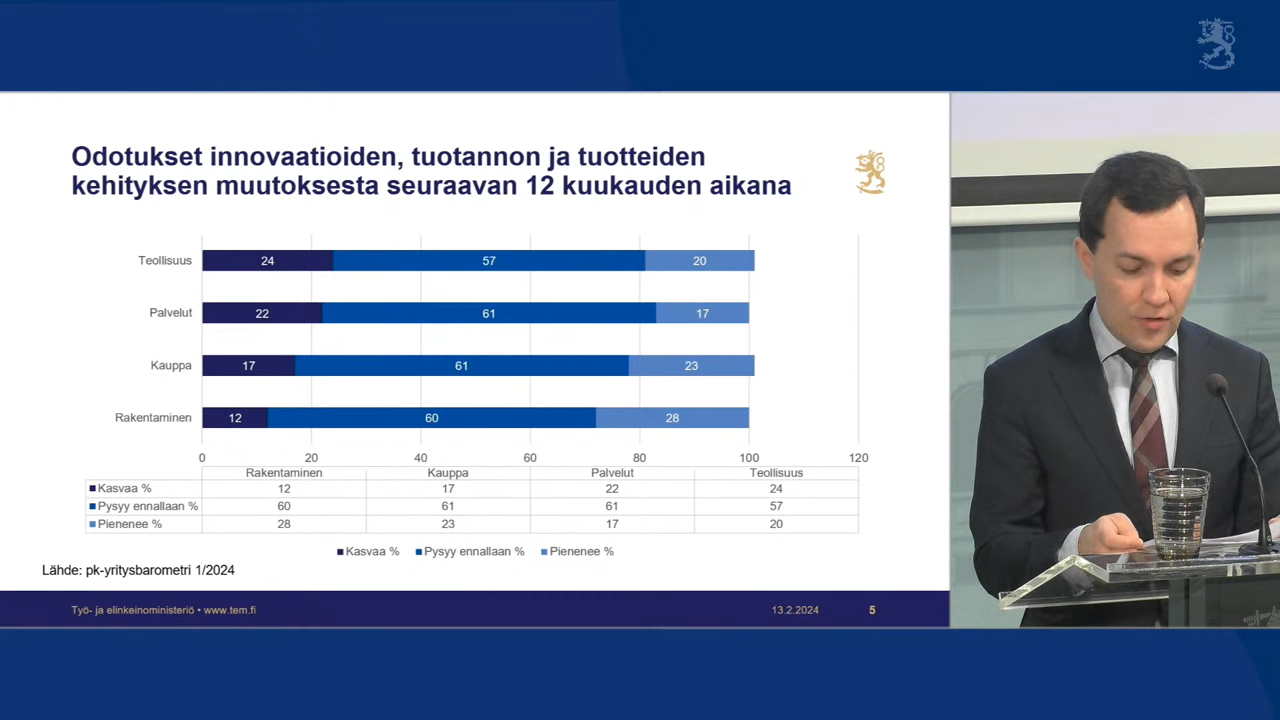 Odotukset innovaatioiden, tuotannon ja tuotteiden
kehityksen muutoksesta seuraavan 12 kuukauden aikana
Teollisuus 24 57 20
Palvelut 22 61 17
Kauppa 17 61 23
Rakentaminen 12 60 28
0 20 40 60 80 100 120
Rakentaminen Kauppa Palvelut Teollisuus
Kasvaa % 12 17 22 24
Pysyy ennallaan % 60 61 61 57
Pienenee % 28 23 17 20
Kasvaa % Pysyy ennallaan % Pienenee %
Lähde: pk-yritysbarometri 1/2024
Työ- ja elinkeinoministeriö • www.tem.fi 13.2.2024 5